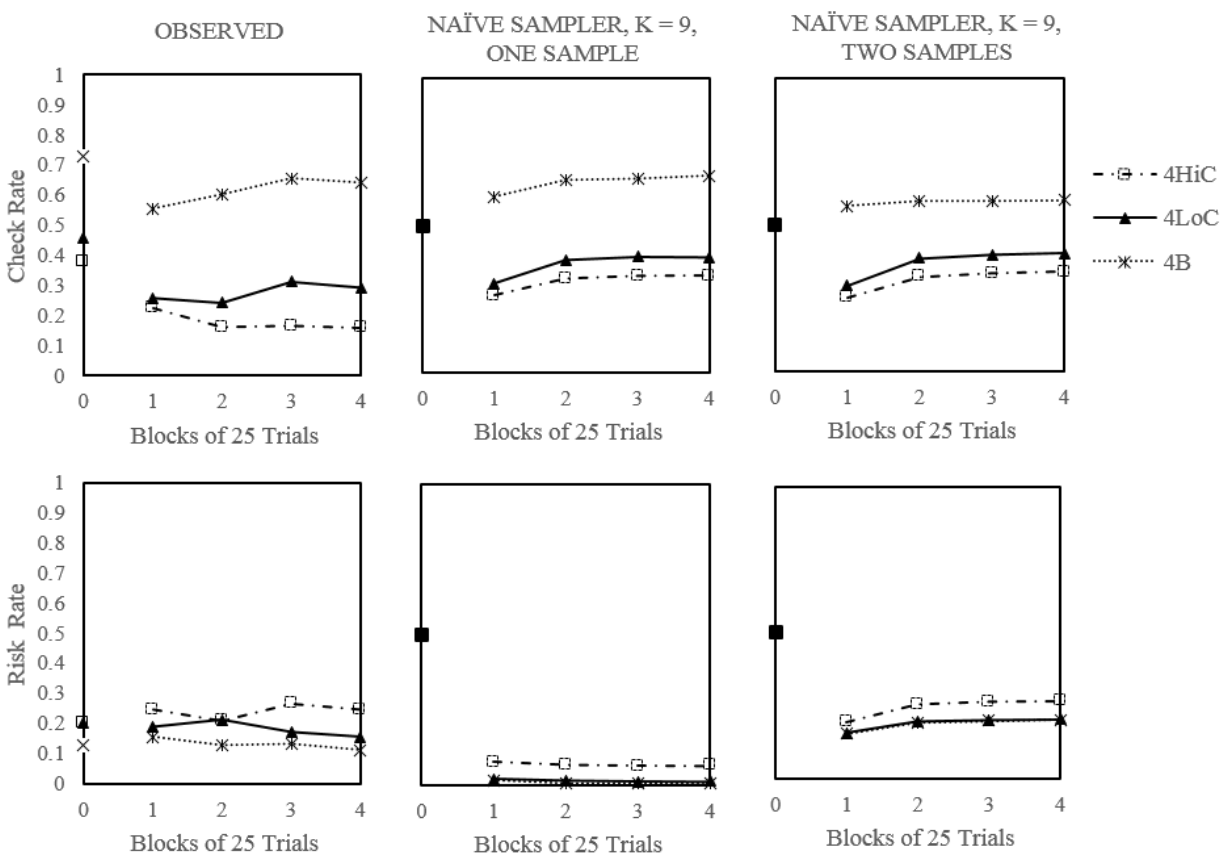 OBSERVED
NAÏVE SAMPLER, K = 9,
ONE SAMPLE
NAÏVE SAMPLER, K = 9,
TWO SAMPLES
Check Rate
1
0.9
0.8
0.7
0.6
0.5
0.4
0.3
0.2
0.1
0
0 1 2 3 4
Blocks of 25 Trials
0 1 2 3 4
Blocks of 25 Trials
0 1 2 3 4
Blocks of 25 Trials
4HiC
4LoC
4B
Risk Rate
1
0.9
0.8
0.7
0.6
0.5
0.4
0.3
0.2
0.1
0
0 1 2 3 4
Blocks of 25 Trials
0 1 2 3 4
Blocks of 25 Trials
0 1 2 3 4
Blocks of 25 Trials